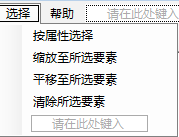 选择 帮助 请在此处键入
按属性选择
缩放至所选要素
平移至所选要素
清除所选要素
请在此处键入